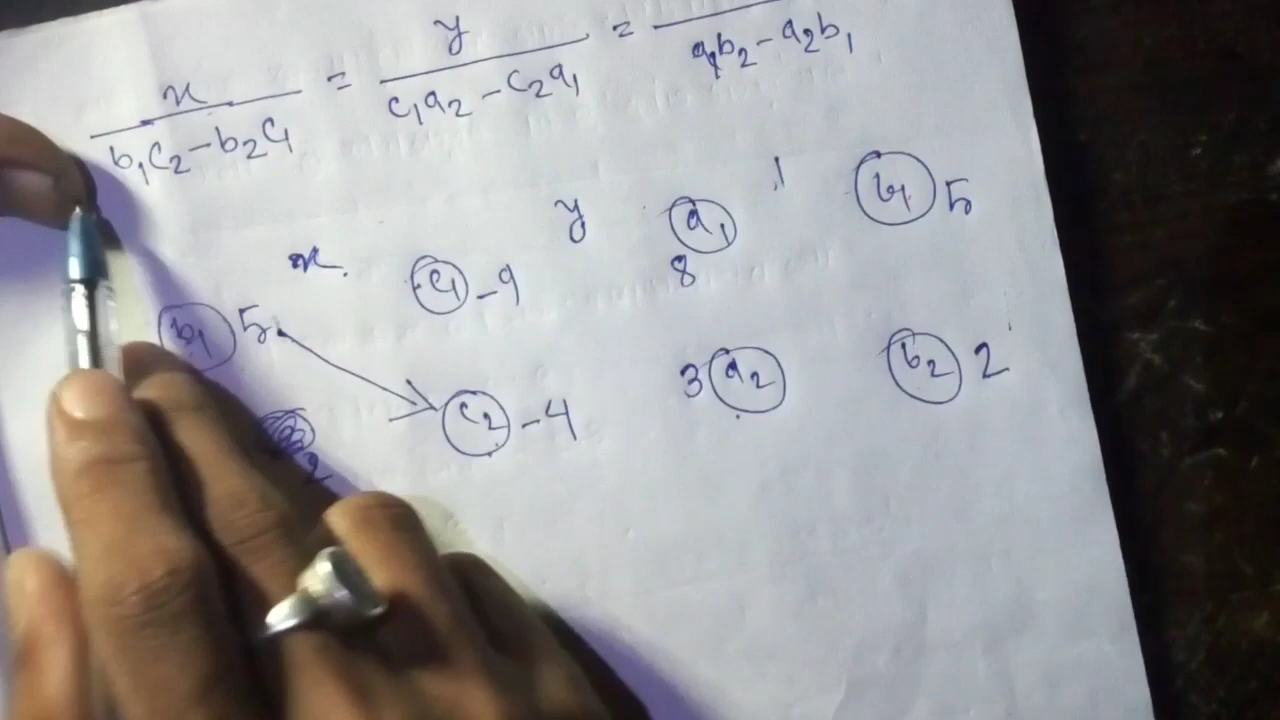 x = y =
b₁c₂-b₂c₁ c₁a₂-c₂a₁ a₁b₂-a₂b₁
x y 1
b₁ 5 c₁ -9 a₁ 8 b₁ 5
2 c₂ -4 3 a₂ b₂ 2